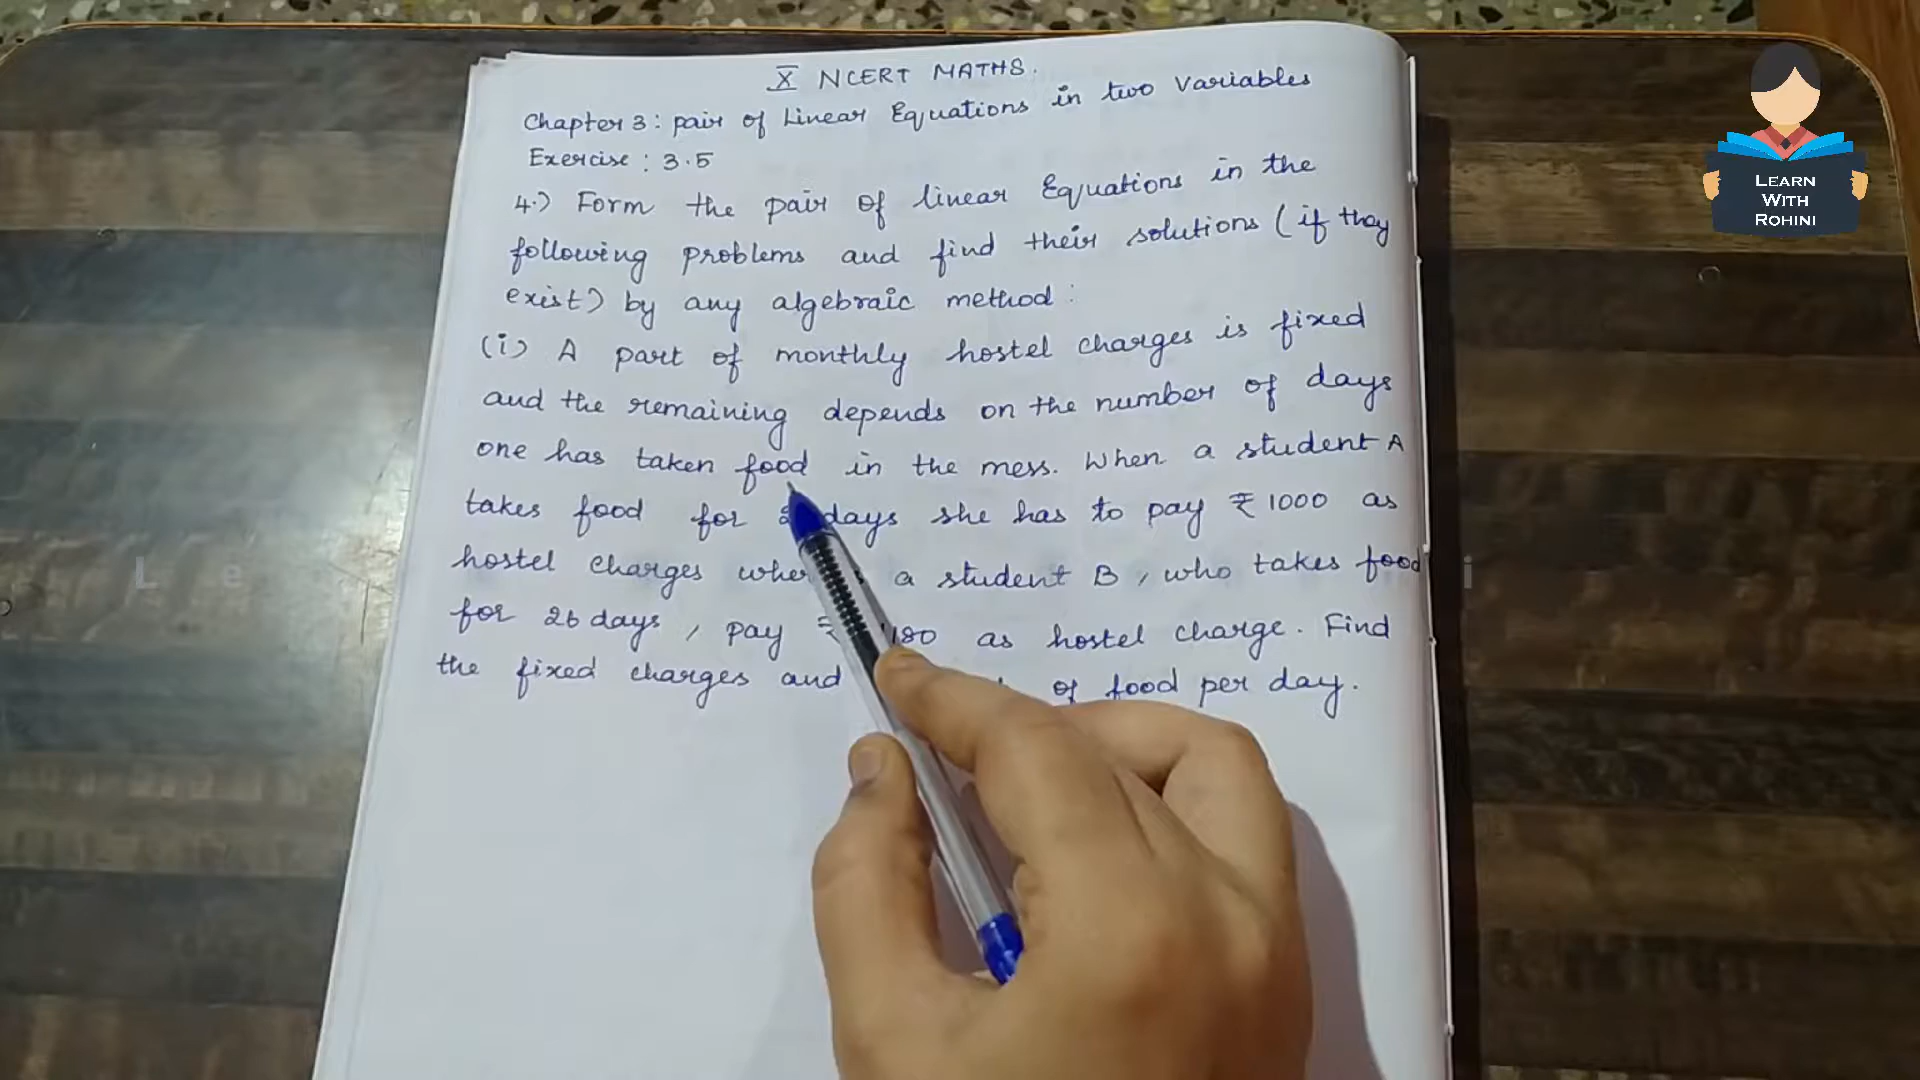 X NCERT MATHS.
Chapter 3: pair of Linear Equations in two Variables
Exercise: 3.5
4.) Form the pair of linear Equations in the
following problems and find their solutions (if they
exist) by any algebraic method:
(i) A part of monthly hostel charges is fixed
and the remaining depends on the number of days
one has taken food in the mess. When a student A
takes food for days she has to pay ₹ 1000 as
hostel charges a student B, who takes food
for 26 days, pay ₹ as hostel charge. Find
the fixed charges and of food per day.
LEARN
WITH
ROHINI